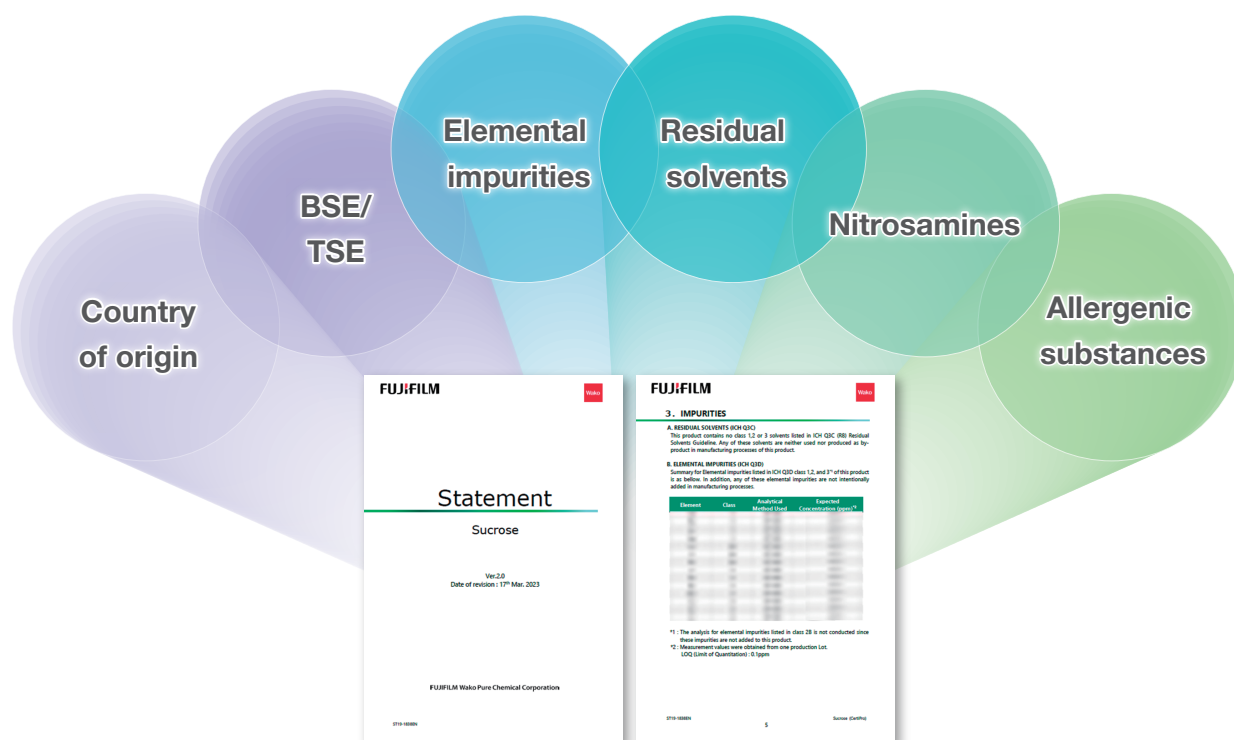 Elemental
impurities
Residual
solvents
BSE/
TSE
Nitrosamines
Country
of origin
Allergenic
substances
FUJIFILM
Wako
Statement
Sucrose
Ver.2.0
Date of revision : 17th Mar. 2023
FUJIFILM Wako Pure Chemical Corporation
FUJIFILM
Wako
3. IMPURITIES
A. RESIDUAL SOLVENTS (ICH Q3C)
This product contains no class 1,2 or 3 solvents listed in ICH Q3C (R8) Residual
Solvents Guideline. Any of these solvents are neither used nor produced as by-
product in manufacturing processes of this product.
B. ELEMENTAL IMPURITIES (ICH Q3D)
Summary for Elemental impurities listed in ICH Q3D class 1,2, and 3*1 of this product
is as bellow. In addition, any of these elemental impurities are not intentionally
added in manufacturing processes.
Element Class Analytical Method Used Expected Concentration (ppm)*2
*1 : The analysis for elemental impurities listed in class 2B is not conducted since
these impurities are not added to this product.
*2 : Measurement values were obtained from one production Lot.
LOQ (Limit of Quantitation) : 0.1ppm
5
Sucrose (CertiPro)